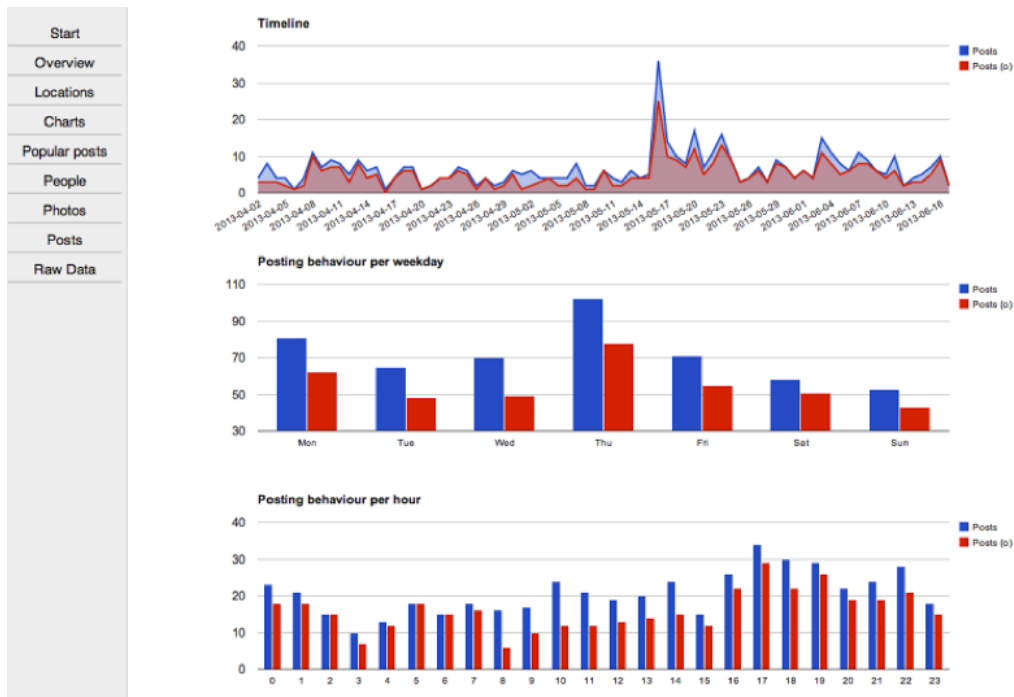 Start
Overview
Locations
Charts
Popular posts
People
Photos
Posts
Raw Data
Timeline
40
30
20
10
0
2013-04-02 2013-04-05 2013-04-08 2013-04-11 2013-04-14 2013-04-17 2013-04-20 2013-04-23 2013-04-26 2013-04-29 2013-05-02 2013-05-05 2013-05-08 2013-05-11 2013-05-14 2013-05-17 2013-05-20 2013-05-23 2013-05-26 2013-05-29 2013-06-01 2013-06-04 2013-06-07 2013-06-10 2013-06-13 2013-06-16
Posts
Posts (o)
Posting behaviour per weekday
110
90
70
50
30
Mon Tue Wed Thu Fri Sat Sun
Posts
Posts (o)
Posting behaviour per hour
40
30
20
10
0
0 1 2 3 4 5 6 7 8 9 10 11 12 13 14 15 16 17 18 19 20 21 22 23
Posts
Posts (o)